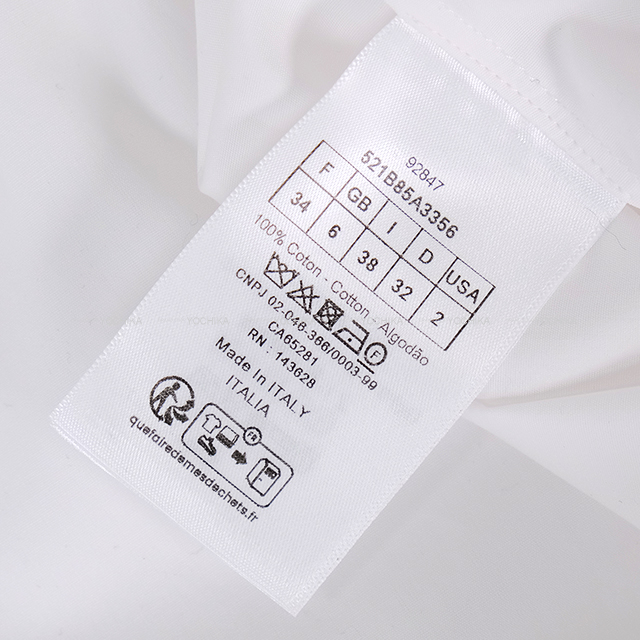 92847
521B85A3356
F GB I D USA
34 6 38 32 2
100% Coton - Cotton - Algodão
F
CNPJ 02-046-366/0003-99
CA65281
RN : 143628
Made In ITALY
ITALIA
FR
quefairedemesdechets.fr